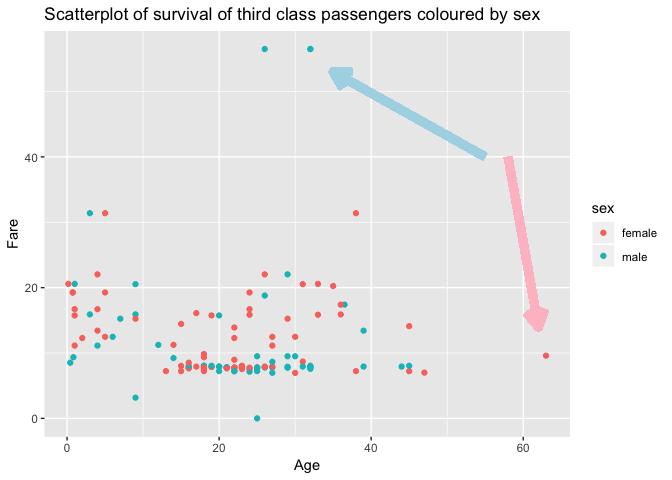 Scatterplot of survival of third class passengers coloured by sex
Fare
40
20
0
0 20 40 60
Age
sex
female
male